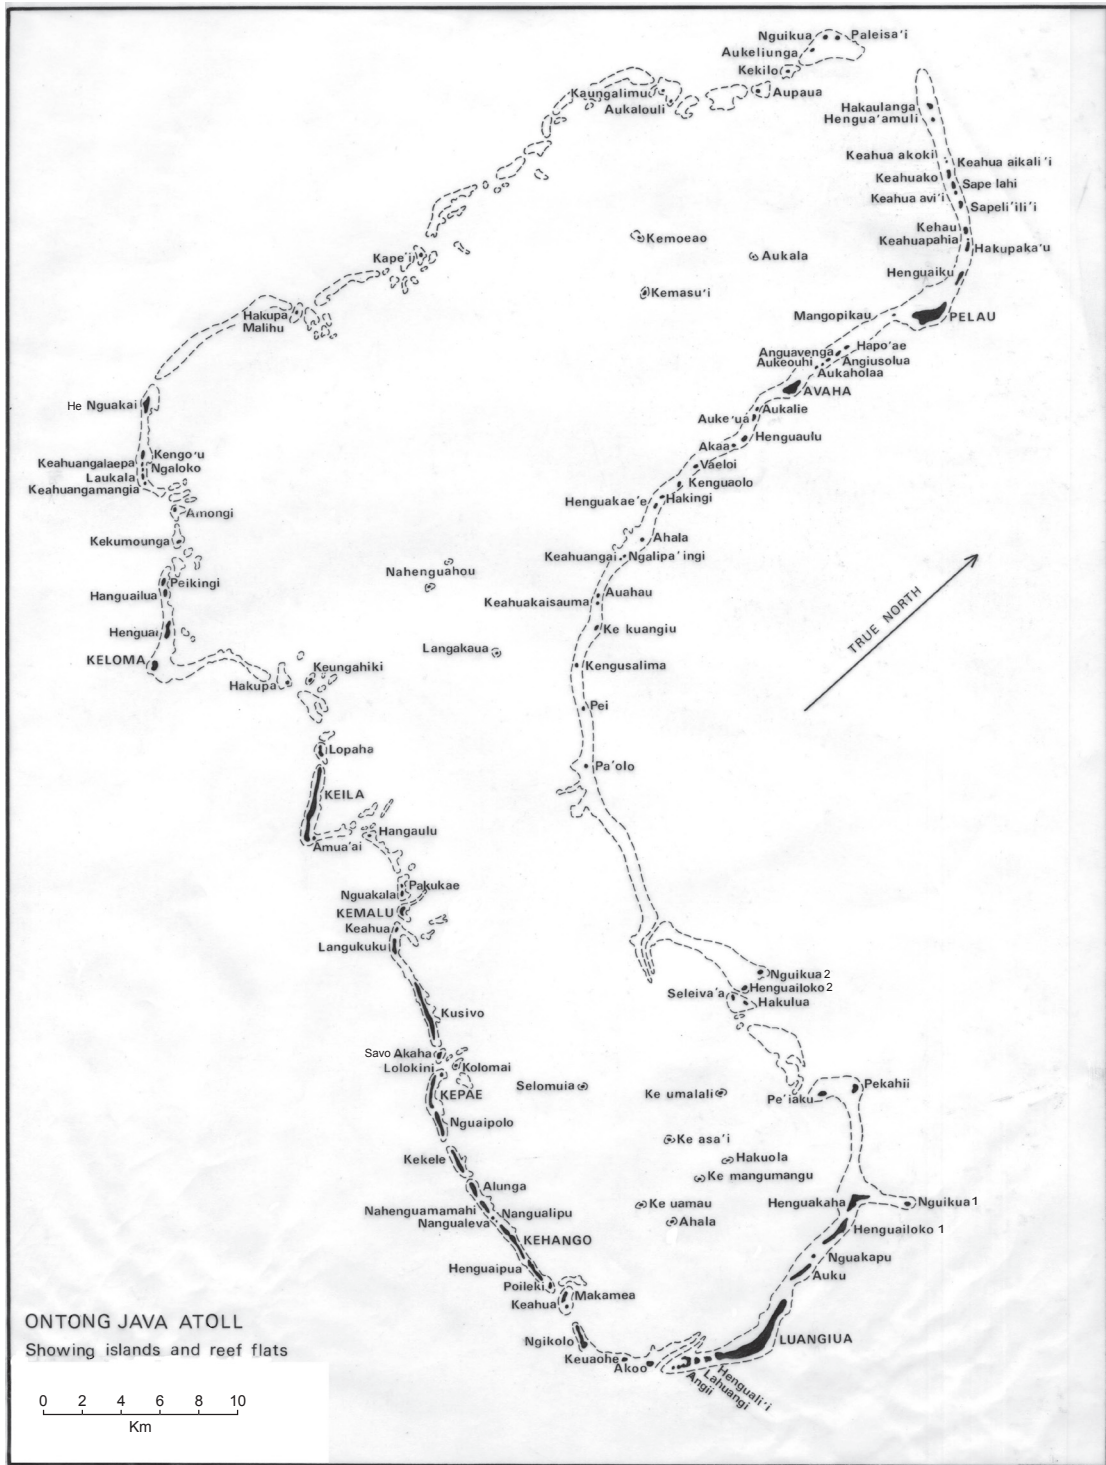 Nguikua
Paleisa'i
Aukeliunga
Kekilo
Kaungalimu
Aupaua
Aukalouli
Hakaulanga
Hengua'amuli
Keahua akoki
Keahua aikali'i
Keahuako
Sape lahi
Keahua avi'i
Sapeli'ili'i
Kehau
Keahuapahia
Hakupaka'u
Kemoeao
Aukala
Kape'ii
Henguaiku
Kemasu'i
Hakupa
Malihu
Mangopikau
PELAU
Hapo'ae
Anguavenga
Aukeouhi
Angiusolua
Aukaholaa
AVAHA
He Nguakai
Aukalie
Auke'ua
Henguaulu
Akaa
Kengo'u
Keahuangalaepa
Ngaloko
Laukala
Keahuangamangia
Vaeloi
Kenguaolo
Henguakae'e
Hakingi
Amongi
Kekumounga
Ahala
Keahuangai
Ngalipa'ingi
Nahenguahou
Peikingi
Hanguailua
Auahau
Keahuakaisauma
Henguai
Ke kuangiu
TRUE NORTH
KELOMA
Langakaua
Kengusalima
Keungahiki
Hakupa
Pei
Lopaha
Pa'olo
KEILA
Hangaulu
Amua'ai
Pakukae
Nguakala
KEMALU
Keahua
Langukuku
Nguikua 2
Henguailoko 2
Seleiva'a
Hakulua
Kusivo
Savo Akaha
Lolokini
Kolomai
Selomuia
Ke umalali
Pekahii
Pe'iaku
KEPAE
Nguaipolo
Ke asa'i
Kekele
Hakuola
Ke mangumangu
Alunga
Nahenguamamahi
Nangualipu
Nangualeva
Ke uamau
Ahala
Henguakaha
Nguikua 1
Henguailoko 1
KEHANGO
Nguakapu
Henguaipua
Auku
Poileki
Makamea
Keahua
Ngikolo
LUANGIUA
Keuaohe
Akoo
Henguali'i
Lahuangi
Angii
ONTONG JAVA ATOLL
Showing islands and reef flats
0 2 4 6 8 10
Km